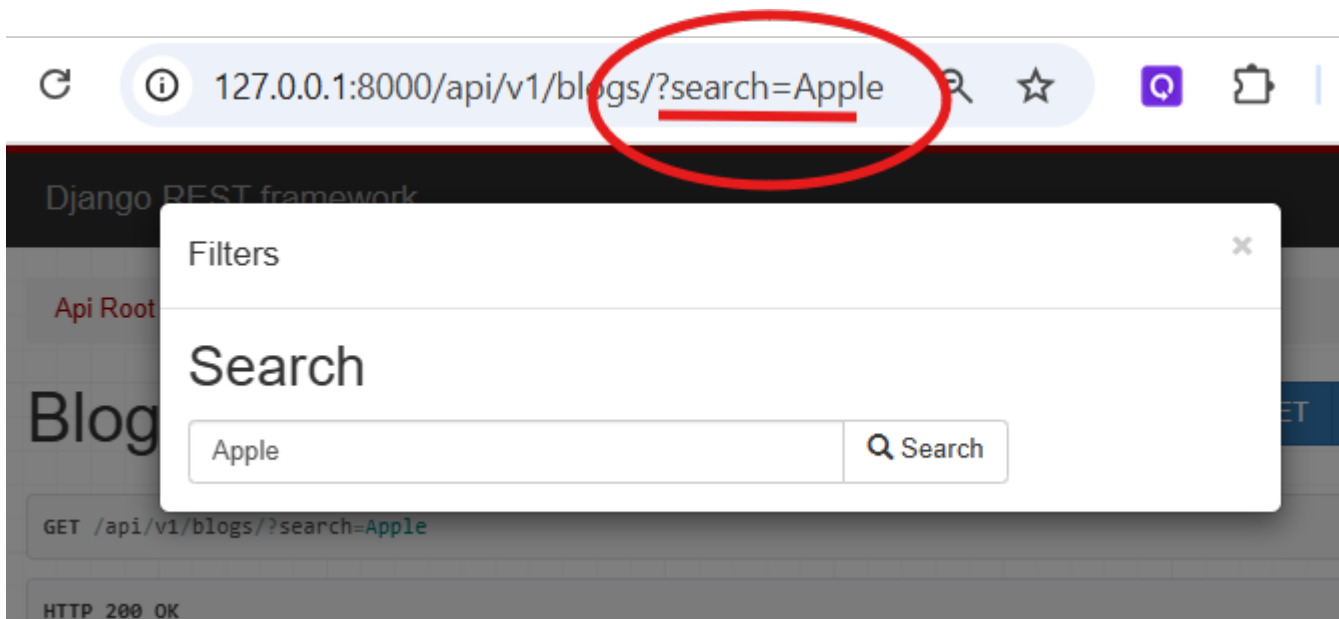 127.0.0.1:8000/api/v1/blogs/?search=Apple
Django REST framework
Filters
×
Api Root
Search
Blog
ET
Apple
Search
GET /api/v1/blogs/?search=Apple
HTTP 200 OK